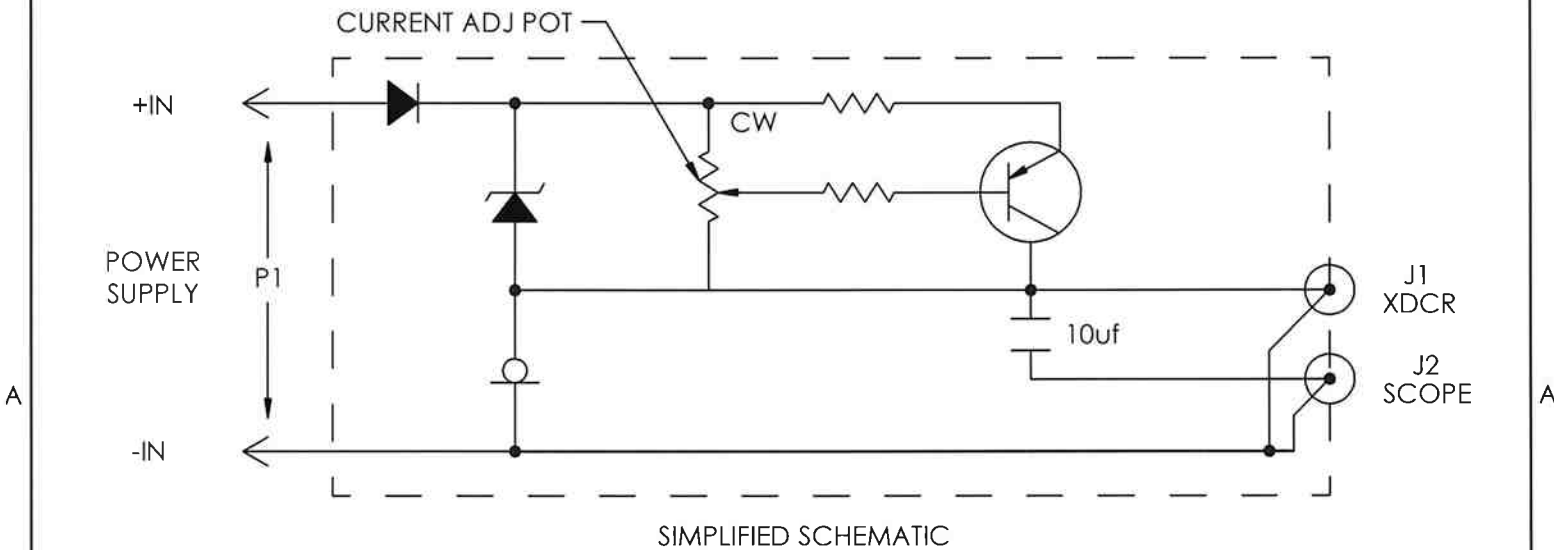 CURRENT ADJ POT
+IN
CW
POWER
SUPPLY
P1
J1
XDCR
10uf
J2
SCOPE
A
A
-IN
SIMPLIFIED SCHEMATIC